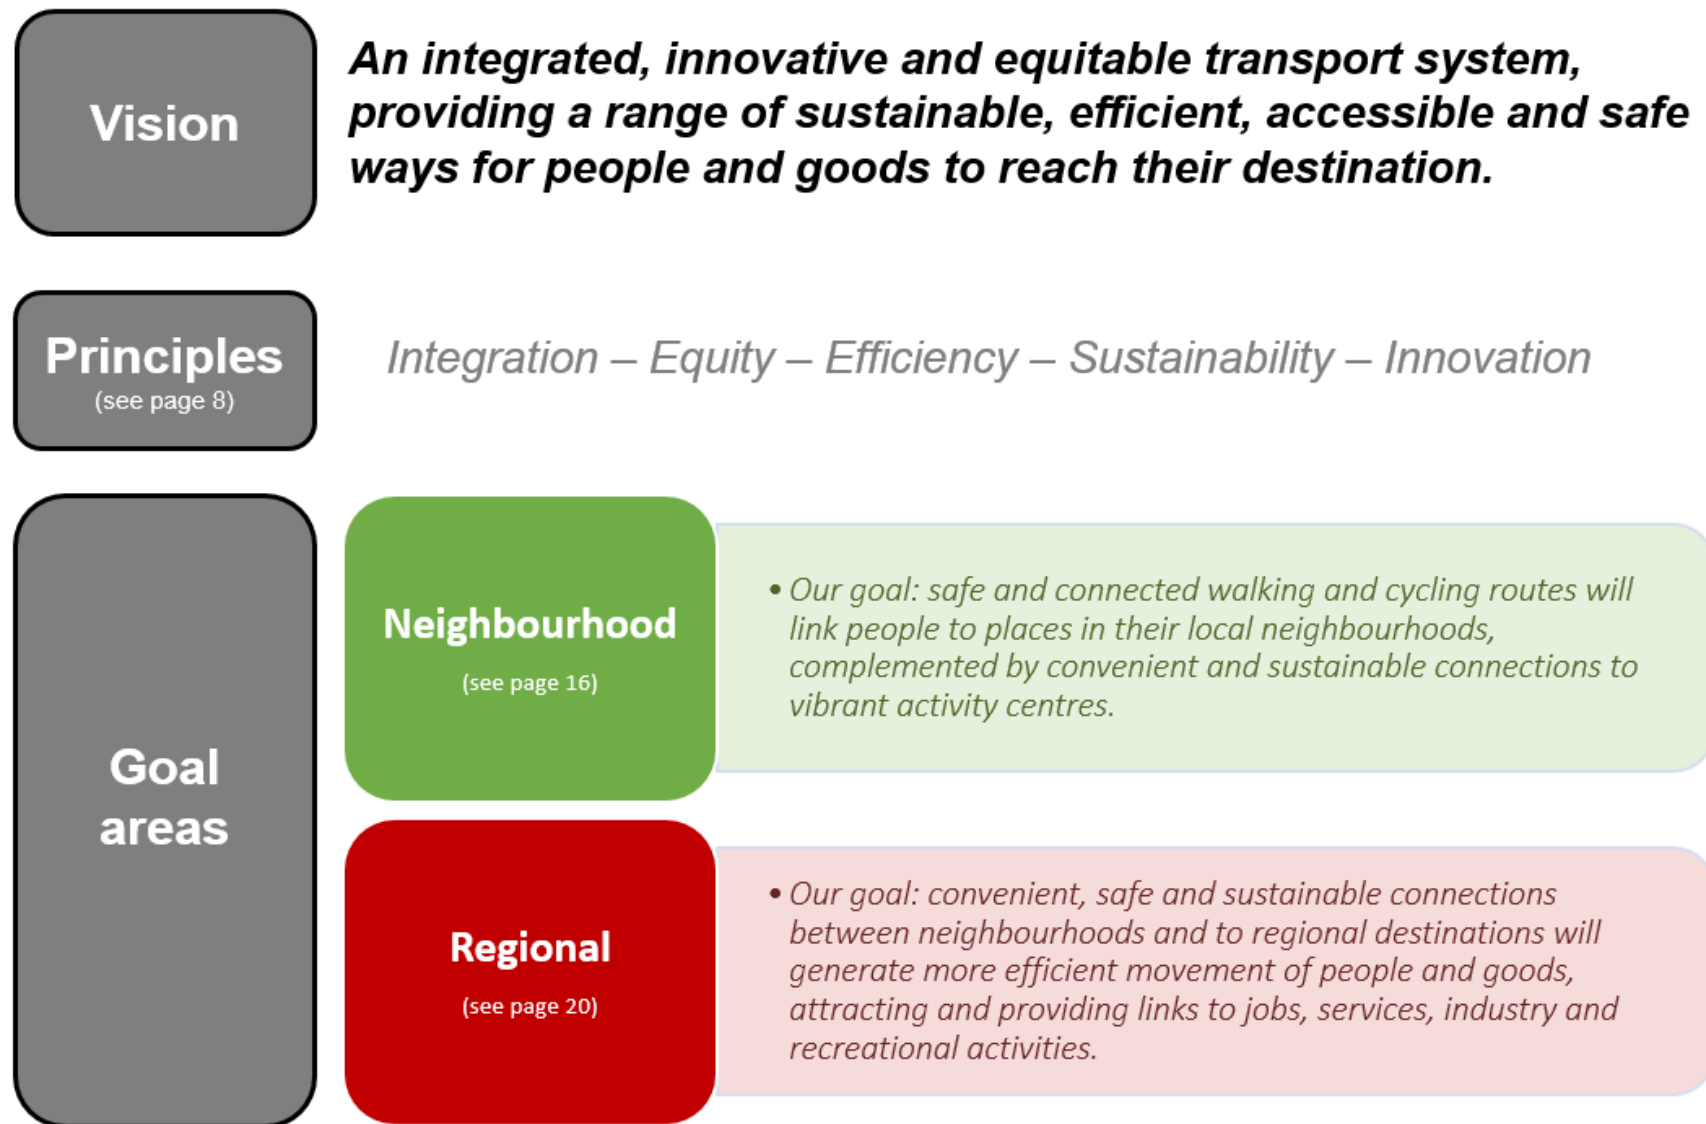 Vision
An integrated, innovative and equitable transport system,
providing a range of sustainable, efficient, accessible and safe
ways for people and goods to reach their destination.
Principles
(see page 8)
Integration – Equity – Efficiency – Sustainability – Innovation
Goal
areas
Neighbourhood
(see page 16)
• Our goal: safe and connected walking and cycling routes will
link people to places in their local neighbourhoods,
complemented by convenient and sustainable connections to
vibrant activity centres.
Regional
(see page 20)
• Our goal: convenient, safe and sustainable connections
between neighbourhoods and to regional destinations will
generate more efficient movement of people and goods,
attracting and providing links to jobs, services, industry and
recreational activities.